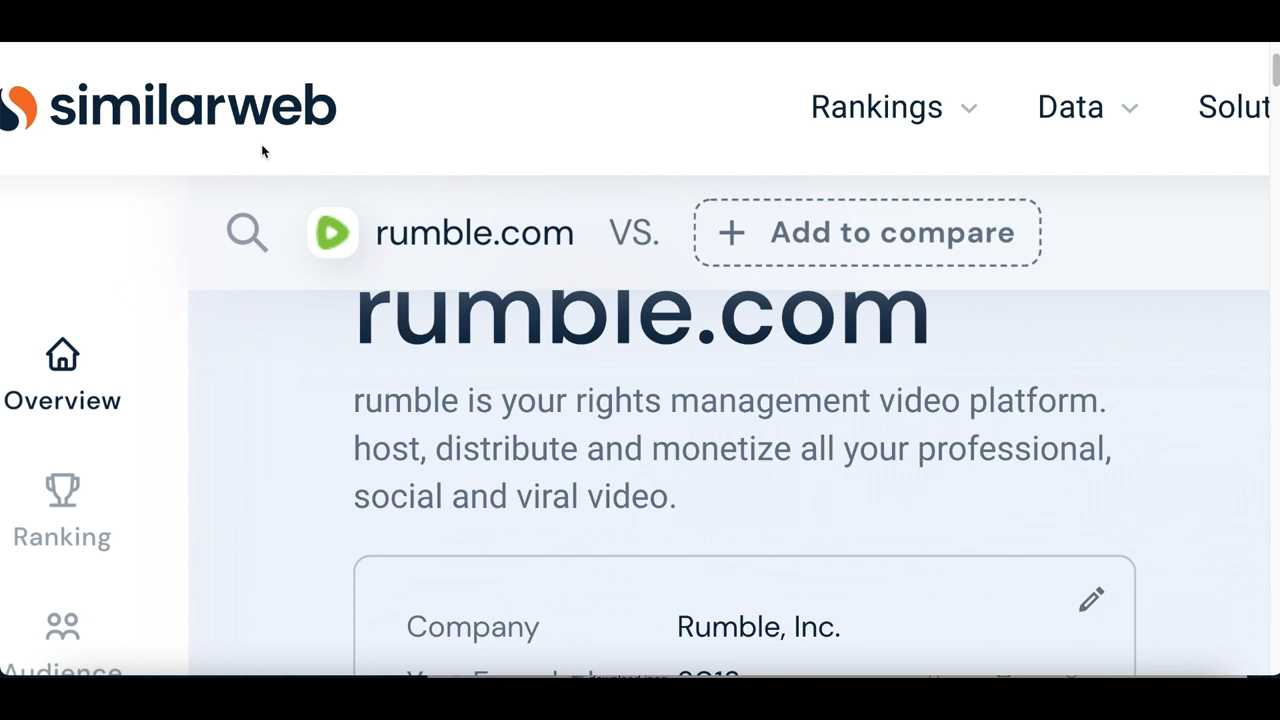 similarweb
Rankings
Data
Solut
rumble.com VS. + Add to compare
rumble.com
rumble is your rights management video platform.
host, distribute and monetize all your professional,
social and viral video.
Overview
Ranking
Audience
Company Rumble, Inc.